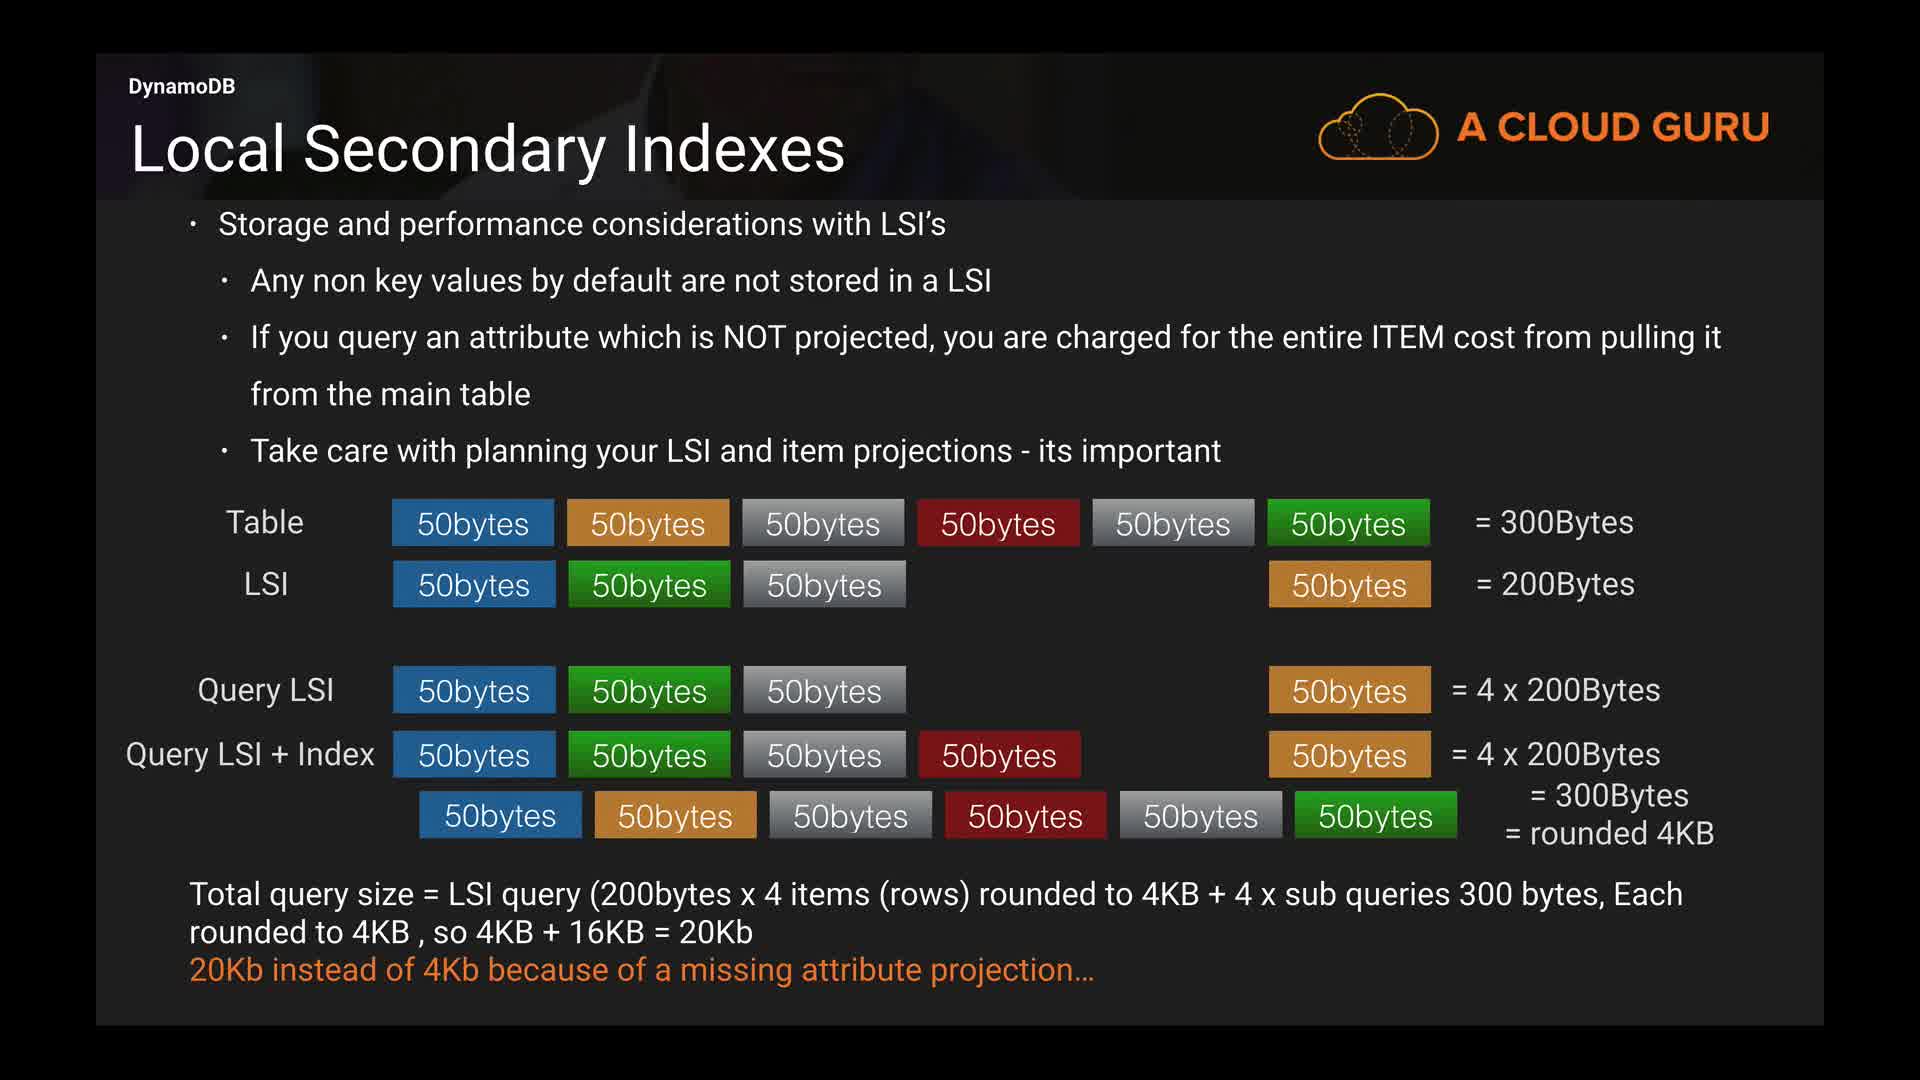 DynamoDB
Local Secondary Indexes
A CLOUD GURU
• Storage and performance considerations with LSI’s
• Any non key values by default are not stored in a LSI
• If you query an attribute which is NOT projected, you are charged for the entire ITEM cost from pulling it
from the main table
• Take care with planning your LSI and item projections - its important
Table 50bytes 50bytes 50bytes 50bytes 50bytes 50bytes = 300Bytes
LSI 50bytes 50bytes 50bytes 50bytes = 200Bytes
Query LSI 50bytes 50bytes 50bytes 50bytes = 4 x 200Bytes
Query LSI + Index 50bytes 50bytes 50bytes 50bytes 50bytes = 4 x 200Bytes
= 300Bytes
50bytes 50bytes 50bytes 50bytes 50bytes 50bytes
= rounded 4KB
Total query size = LSI query (200bytes x 4 items (rows) rounded to 4KB + 4 x sub queries 300 bytes, Each
rounded to 4KB , so 4KB + 16KB = 20Kb
20Kb instead of 4Kb because of a missing attribute projection...